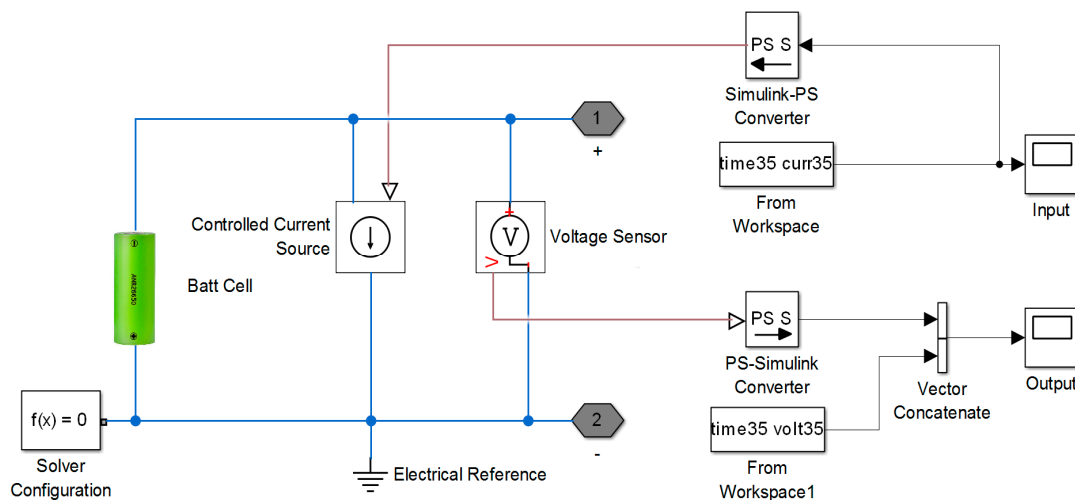 PS S
Simulink-PS
Converter
1
+
time35 curr35
From
Workspace
Input
Controlled Current
Source
V
Voltage Sensor
ANR26650
Batt Cell
PS S
PS-Simulink
Converter
Vector
Concatenate
Output
f(x) = 0
Solver
Configuration
2
-
Electrical Reference
time35 volt35
From
Workspace1